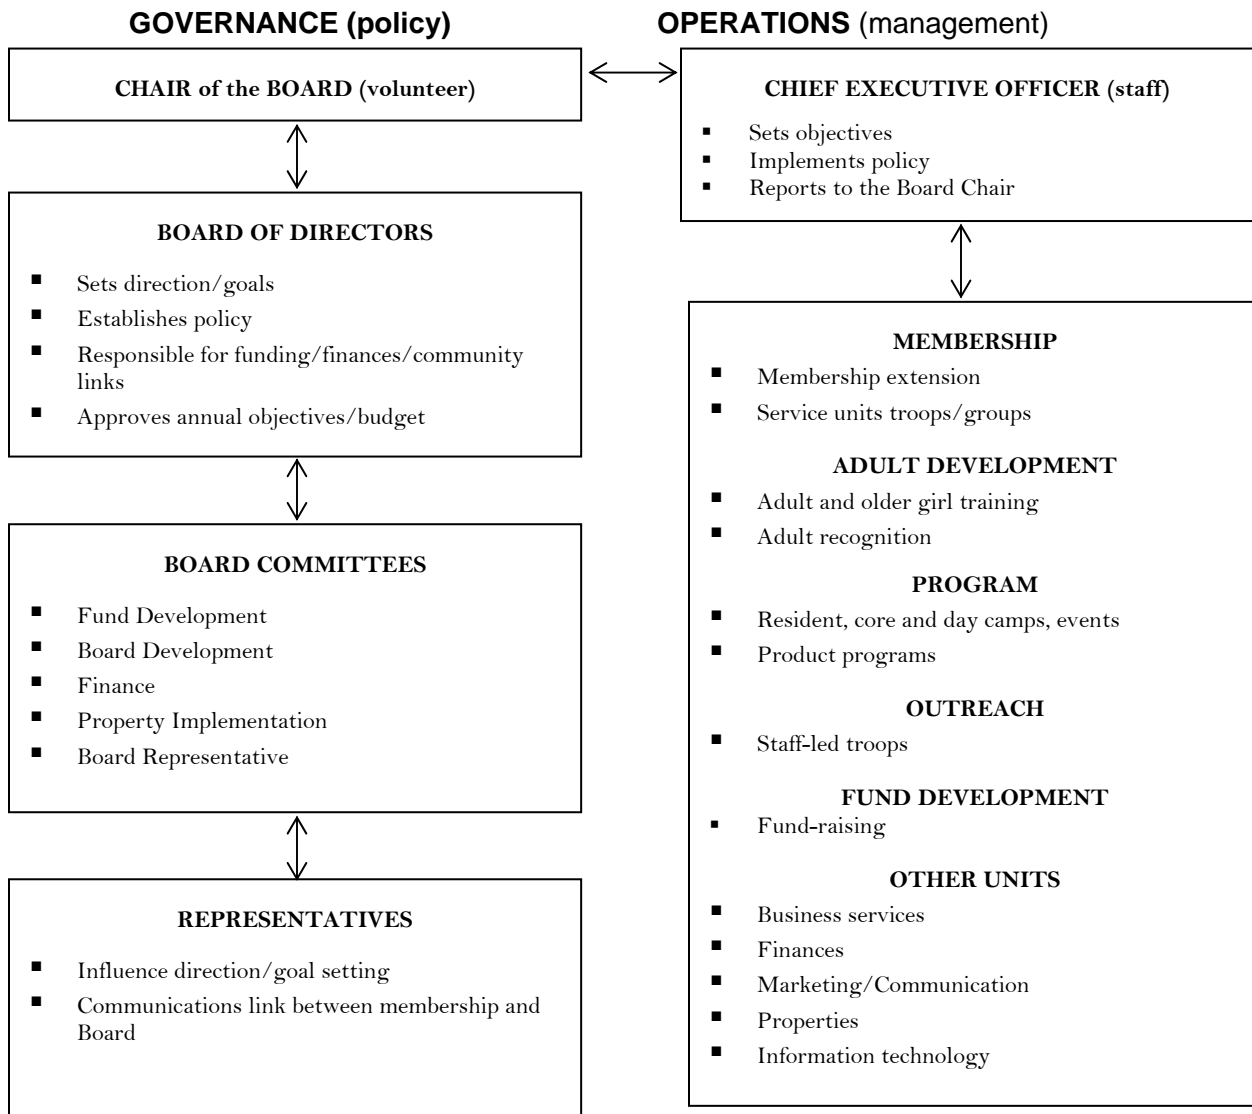 GOVERNANCE (policy)
CHAIR of the BOARD (volunteer)
BOARD OF DIRECTORS
▪ Sets direction/goals
▪ Establishes policy
▪ Responsible for funding/finances/community
links
▪ Approves annual objectives/budget
BOARD COMMITTEES
▪ Fund Development
▪ Board Development
▪ Finance
▪ Property Implementation
▪ Board Representative
REPRESENTATIVES
▪ Influence direction/goal setting
▪ Communications link between membership and
Board
OPERATIONS (management)
CHIEF EXECUTIVE OFFICER (staff)
▪ Sets objectives
▪ Implements policy
▪ Reports to the Board Chair
MEMBERSHIP
▪ Membership extension
▪ Service units troops/groups
ADULT DEVELOPMENT
▪ Adult and older girl training
▪ Adult recognition
PROGRAM
▪ Resident, core and day camps, events
▪ Product programs
OUTREACH
▪ Staff-led troops
FUND DEVELOPMENT
▪ Fund-raising
OTHER UNITS
▪ Business services
▪ Finances
▪ Marketing/Communication
▪ Properties
▪ Information technology